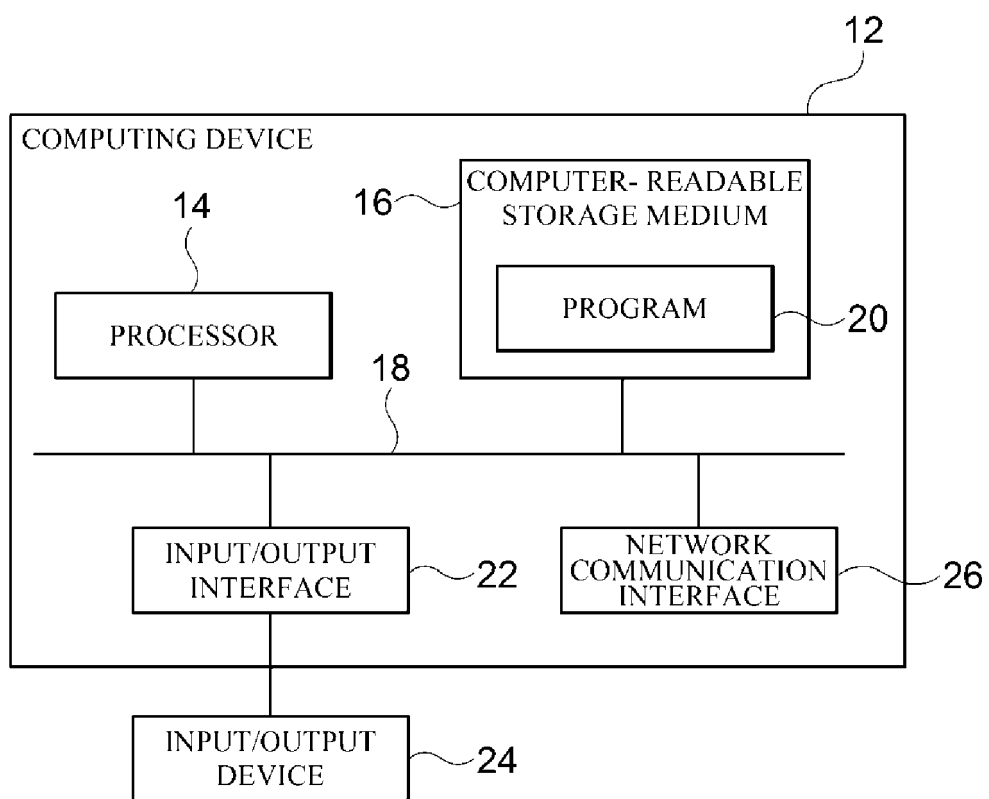 12
COMPUTING DEVICE
14
16
COMPUTER- READABLE
STORAGE MEDIUM
PROCESSOR
PROGRAM
20
18
INPUT/OUTPUT
INTERFACE
22
NETWORK
COMMUNICATION
INTERFACE
26
INPUT/OUTPUT
DEVICE
24